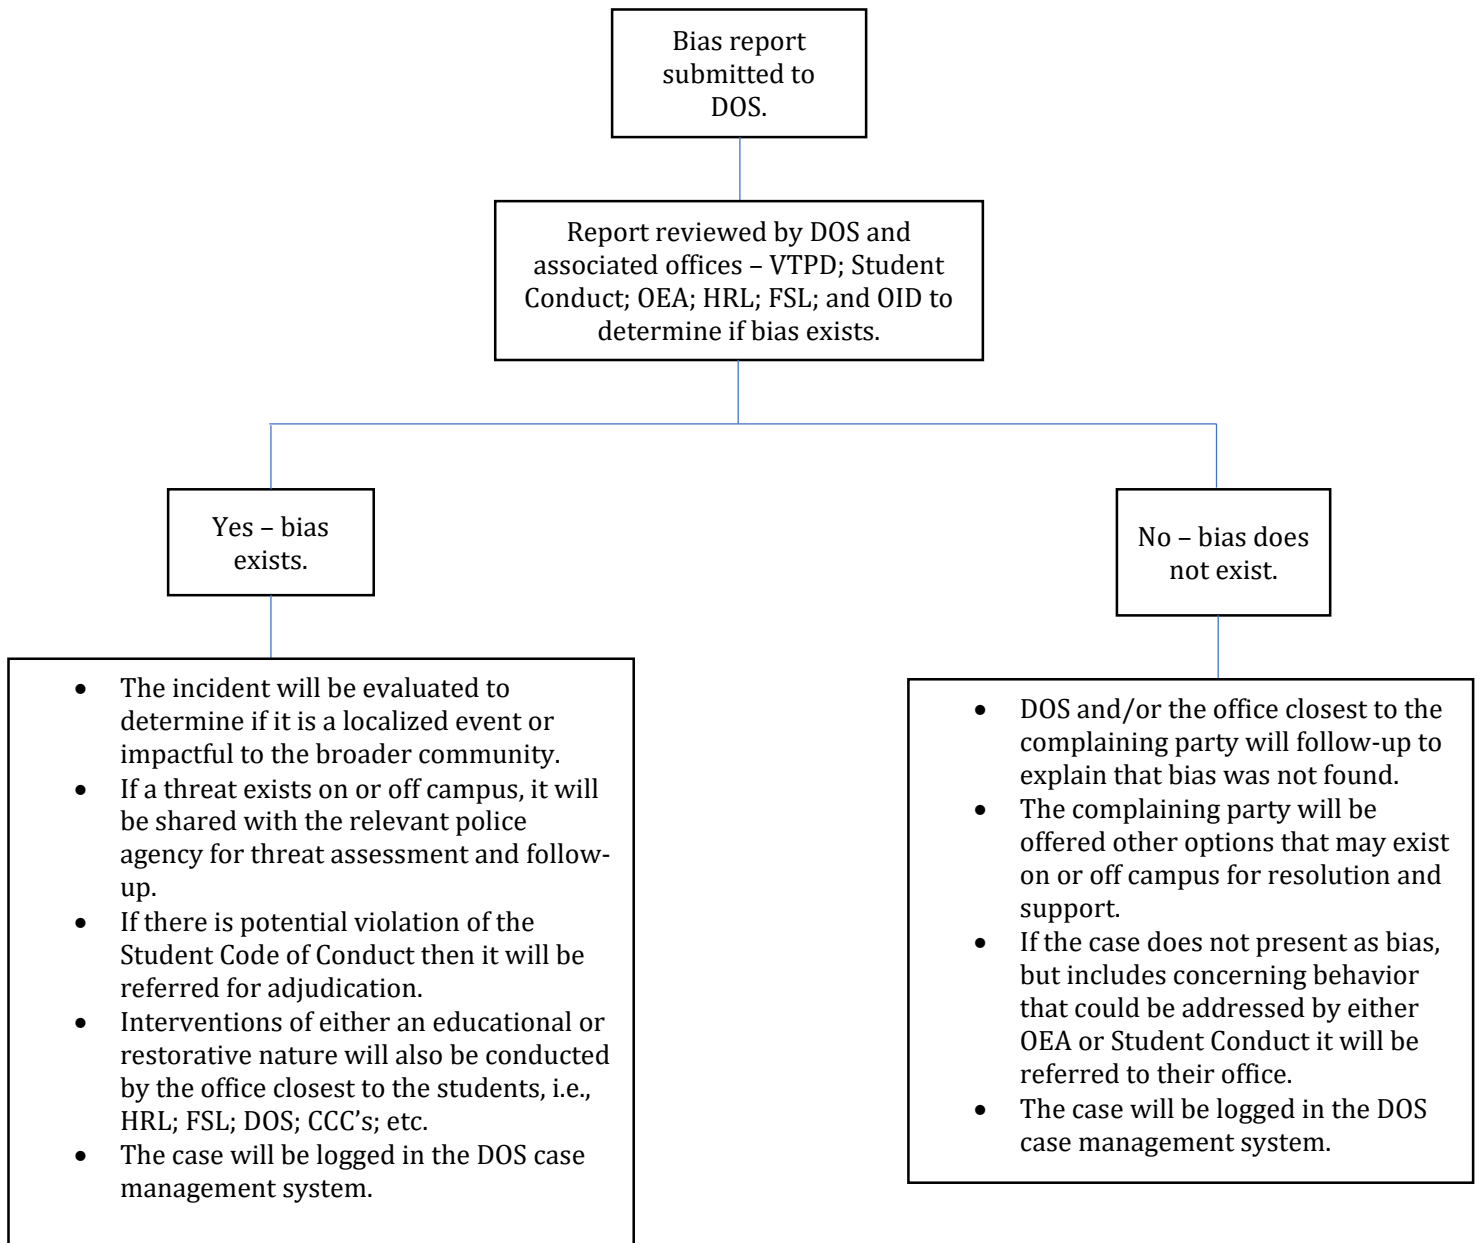 Bias report
submitted to
DOS.
Report reviewed by DOS and
associated offices – VTPD; Student
Conduct; OEA; HRL; FSL; and OID to
determine if bias exists.
Yes – bias
exists.
No – bias does
not exist.
• The incident will be evaluated to
determine if it is a localized event or
impactful to the broader community.
• If a threat exists on or off campus, it will
be shared with the relevant police
agency for threat assessment and follow-
up.
• If there is potential violation of the
Student Code of Conduct then it will be
referred for adjudication.
• Interventions of either an educational or
restorative nature will also be conducted
by the office closest to the students, i.e.,
HRL; FSL; DOS; CCC’s; etc.
• The case will be logged in the DOS case
management system.
• DOS and/or the office closest to the
complaining party will follow-up to
explain that bias was not found.
• The complaining party will be
offered other options that may exist
on or off campus for resolution and
support.
• If the case does not present as bias,
but includes concerning behavior
that could be addressed by either
OEA or Student Conduct it will be
referred to their office.
• The case will be logged in the DOS
case management system.